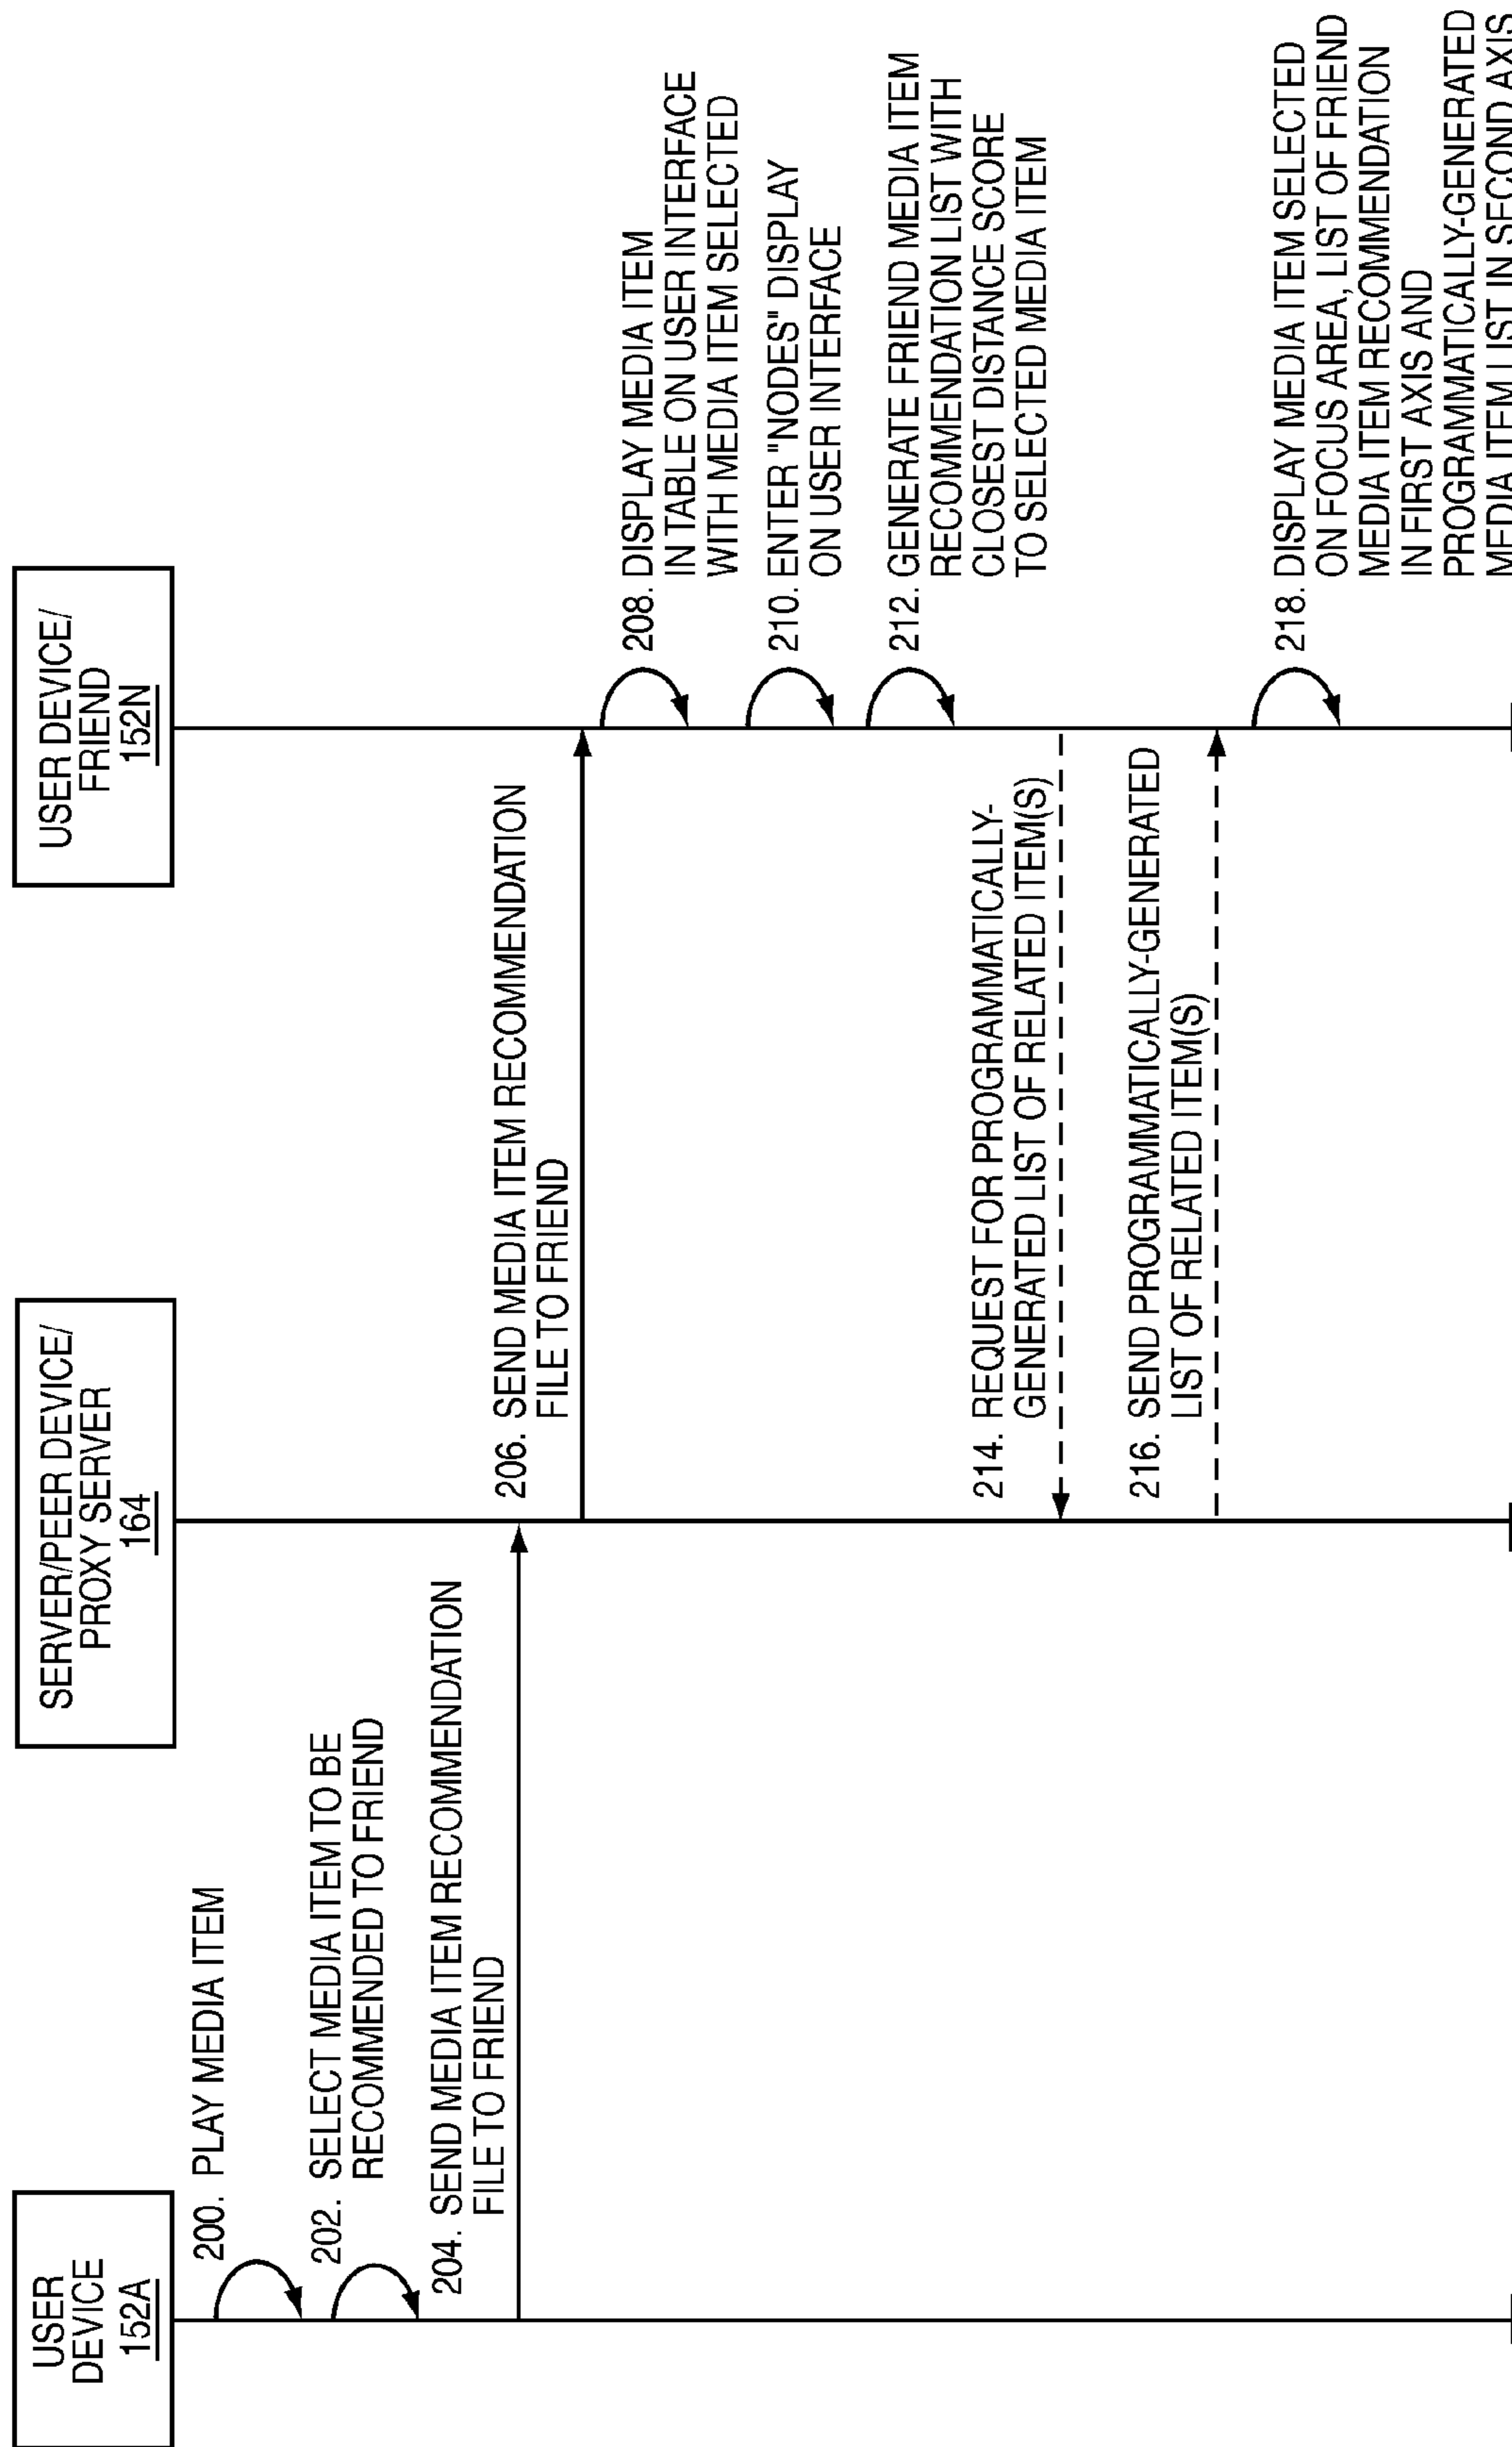 USER
DEVICE
152A
SERVER/PEER DEVICE/
PROXY SERVER
164
USER DEVICE/
FRIEND
152N
200. PLAY MEDIA ITEM
202. SELECT MEDIA ITEM TO BE
RECOMMENDED TO FRIEND
204. SEND MEDIA ITEM RECOMMENDATION
FILE TO FRIEND
206. SEND MEDIA ITEM RECOMMENDATION
FILE TO FRIEND
208. DISPLAY MEDIA ITEM
IN TABLE ON USER INTERFACE
WITH MEDIA ITEM SELECTED
210. ENTER "NODES" DISPLAY
ON USER INTERFACE
212. GENERATE FRIEND MEDIA ITEM
RECOMMENDATION LIST WITH
CLOSEST DISTANCE SCORE
TO SELECTED MEDIA ITEM
214. REQUEST FOR PROGRAMMATICALLY-
GENERATED LIST OF RELATED ITEM(S)
216. SEND PROGRAMMATICALLY-GENERATED
LIST OF RELATED ITEM(S)
218. DISPLAY MEDIA ITEM SELECTED
ON FOCUS AREA, LIST OF FRIEND
MEDIA ITEM RECOMMENDATION
IN FIRST AXIS AND
PROGRAMMATICALLY-GENERATED
MEDIA ITEM LIST IN SECOND AXIS